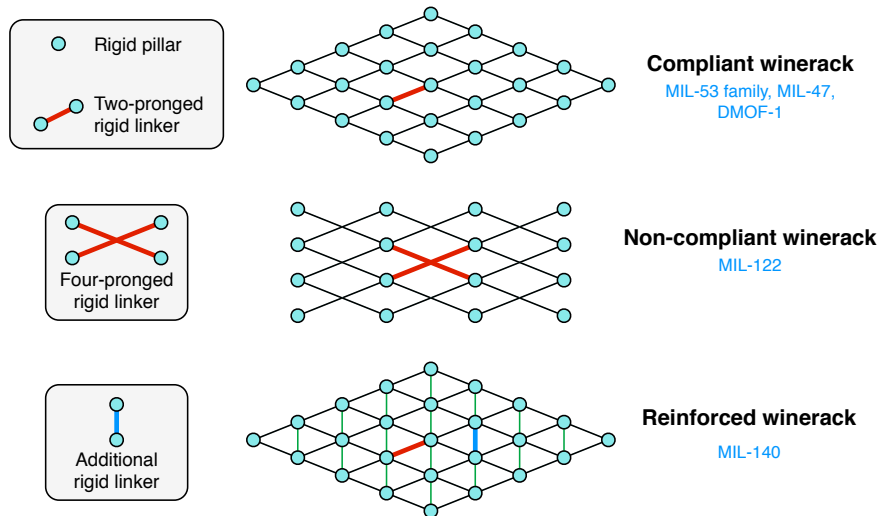 Rigid pillar
Two-pronged
rigid linker
Compliant winerack
MIL-53 family, MIL-47,
DMOF-1
Four-pronged
rigid linker
Non-compliant winerack
MIL-122
Additional
rigid linker
Reinforced winerack
MIL-140